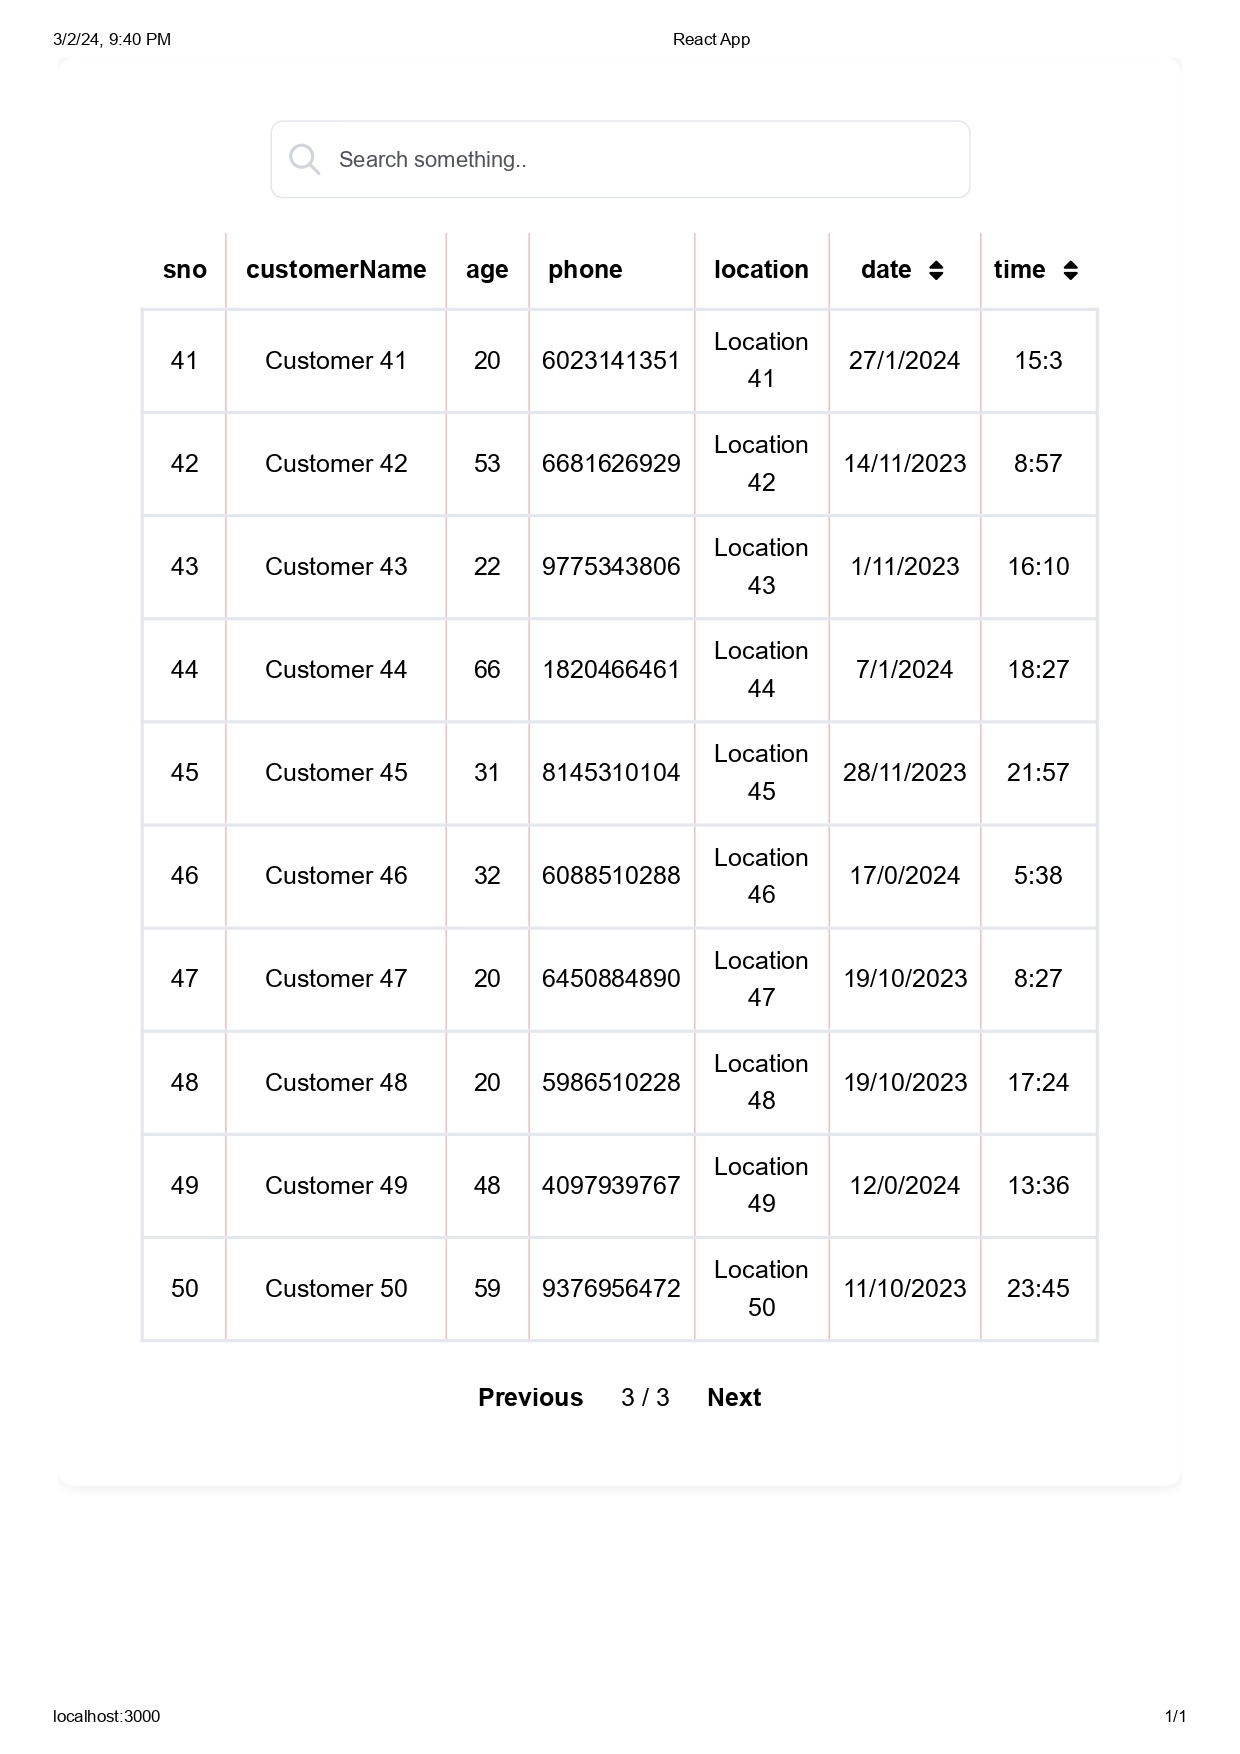 3/2/24, 9:40 PM React App
Search something..
sno customerName age phone location date time
41 Customer 41 20 6023141351 Location 41 27/1/2024 15:3
42 Customer 42 53 6681626929 Location 42 14/11/2023 8:57
43 Customer 43 22 9775343806 Location 43 1/11/2023 16:10
44 Customer 44 66 1820466461 Location 44 7/1/2024 18:27
45 Customer 45 31 8145310104 Location 45 28/11/2023 21:57
46 Customer 46 32 6088510288 Location 46 17/0/2024 5:38
47 Customer 47 20 6450884890 Location 47 19/10/2023 8:27
48 Customer 48 20 5986510228 Location 48 19/10/2023 17:24
49 Customer 49 48 4097939767 Location 49 12/0/2024 13:36
50 Customer 50 59 9376956472 Location 50 11/10/2023 23:45
Previous 3 / 3 Next
localhost:3000 1/1